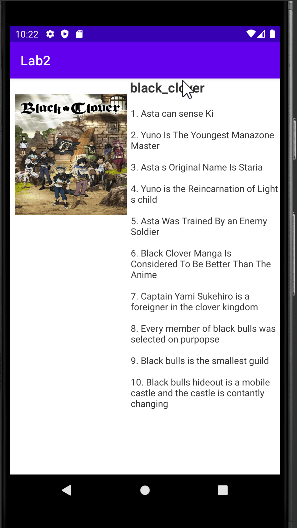 10:22
Lab2
black_clover
Black Clover
1. Asta can sense Ki
2. Yuno Is The Youngest Manazone
Master
3. Asta s Original Name Is Staria
4. Yuno is the Reincarnation of Light
s child
5. Asta Was Trained By an Enemy
Soldier
6. Black Clover Manga Is
Considered To Be Better Than The
Anime
7. Captain Yami Sukehiro is a
foreigner in the clover kingdom
8. Every member of black bulls was
selected on purpopse
9. Black bulls is the smallest guild
10. Black bulls hideout is a mobile
castle and the castle is contantly
changing